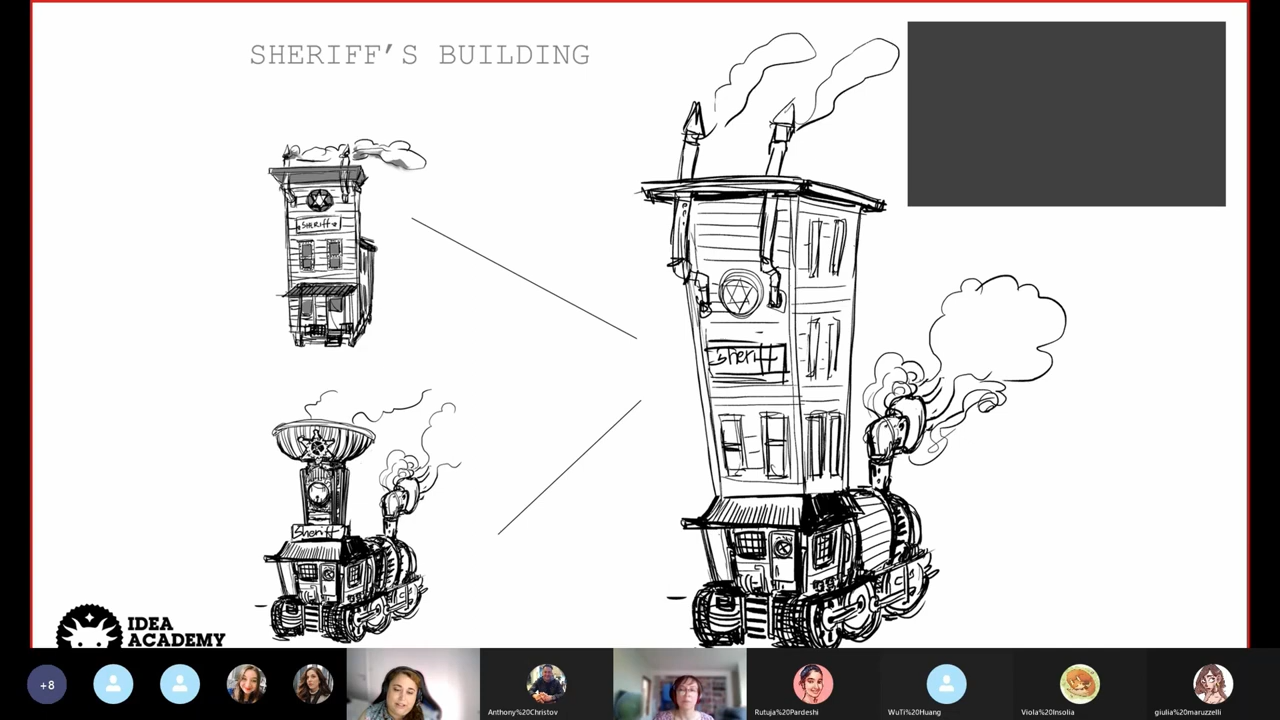 SHERIFF'S BUILDING
SHERIFF
Sheriff
Sheriff
IDEA
ACADEMY
+8
Anthony%20Christov
Rutuja%20Pardeshi
WuTi%20Huang
Viola%20Insolia
giulia%20maruzzelli